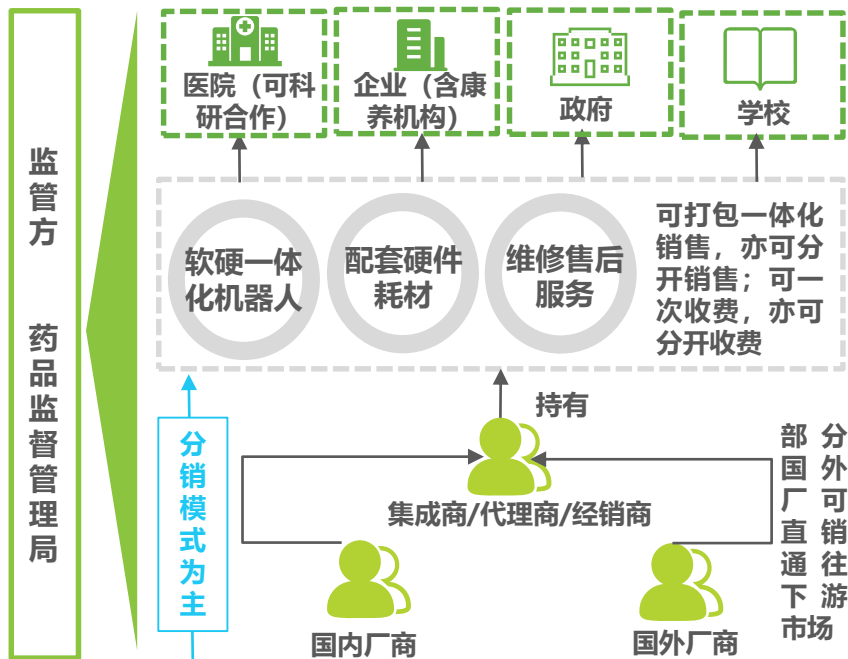 监管方 药品监督管理局
医院（可科
研合作）
企业（含康
养机构）
政府
学校
软硬一体
化机器人
配套硬件
耗材
维修售后
服务
可打包一体化
销售，亦可分
开销售；可一
次收费，亦可
分开收费
持有
分销模式为主
集成商/代理商/经销商
部分
国外
厂可
直销
通往
下游
市场
国内厂商
国外厂商